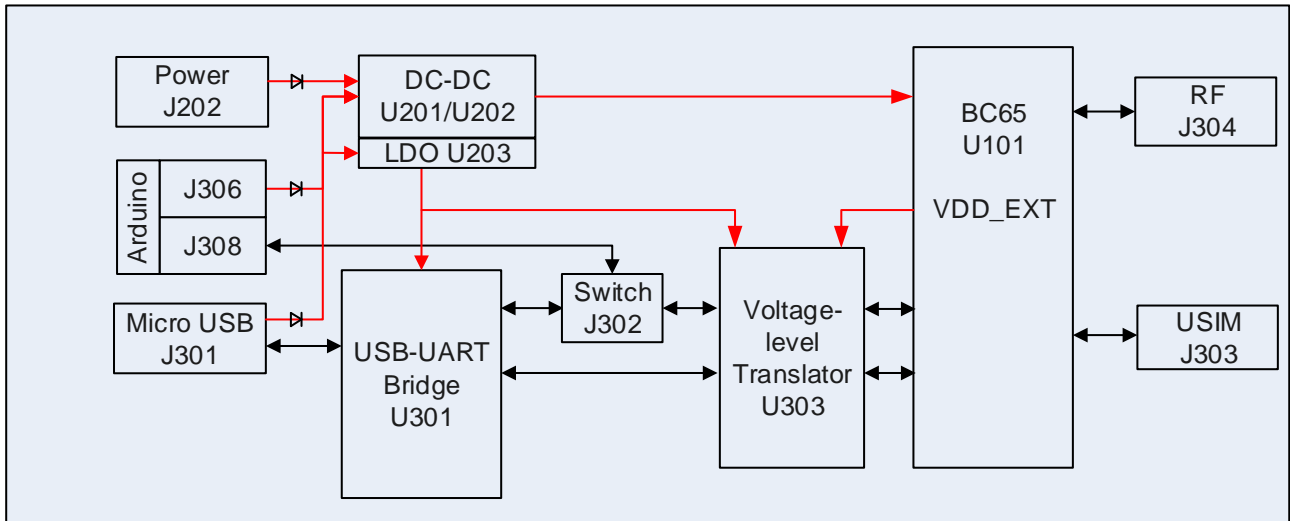 Power
J202
DC-DC
U201/U202
LDO U203
BC65
U101
VDD_EXT
RF
J304
Arduino
J306
J308
Micro USB
J301
USB-UART
Bridge
U301
Switch
J302
Voltage-
level
Translator
U303
USIM
J303